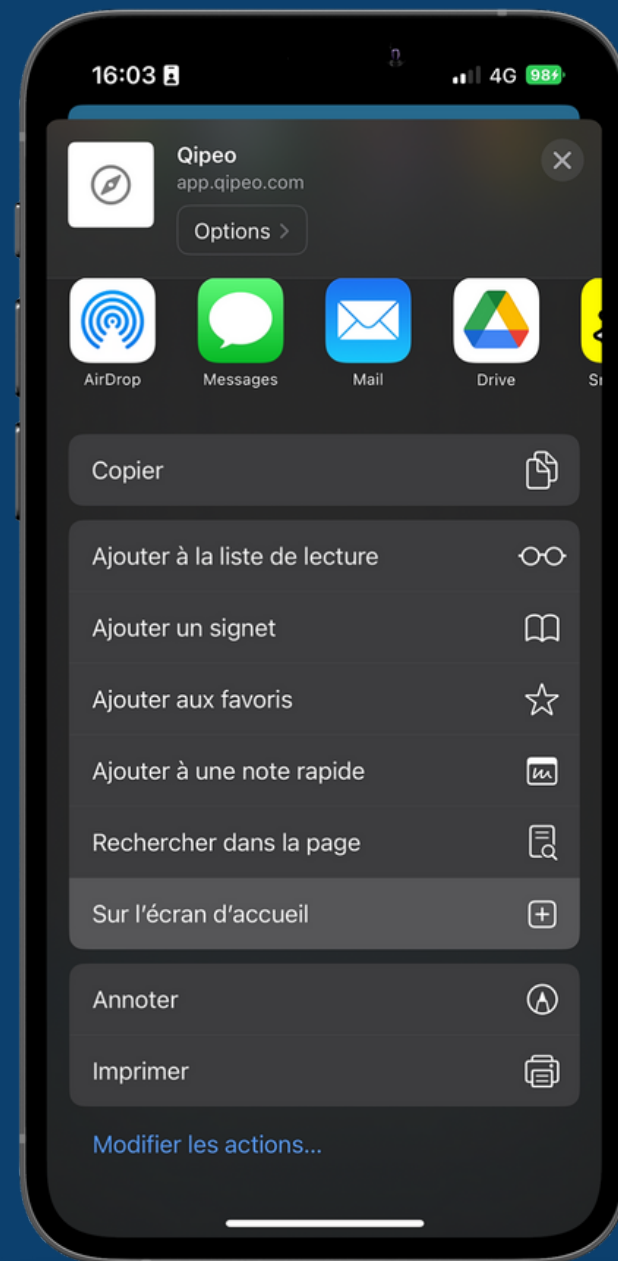 16:03
4G 98
Qipeo
app.qipeo.com
Options
AirDrop
Messages
Mail
Drive
Copier
Ajouter à la liste de lecture
Ajouter un signet
Ajouter aux favoris
Ajouter à une note rapide
Rechercher dans la page
Sur l'écran d'accueil
Annoter
Imprimer
Modifier les actions...